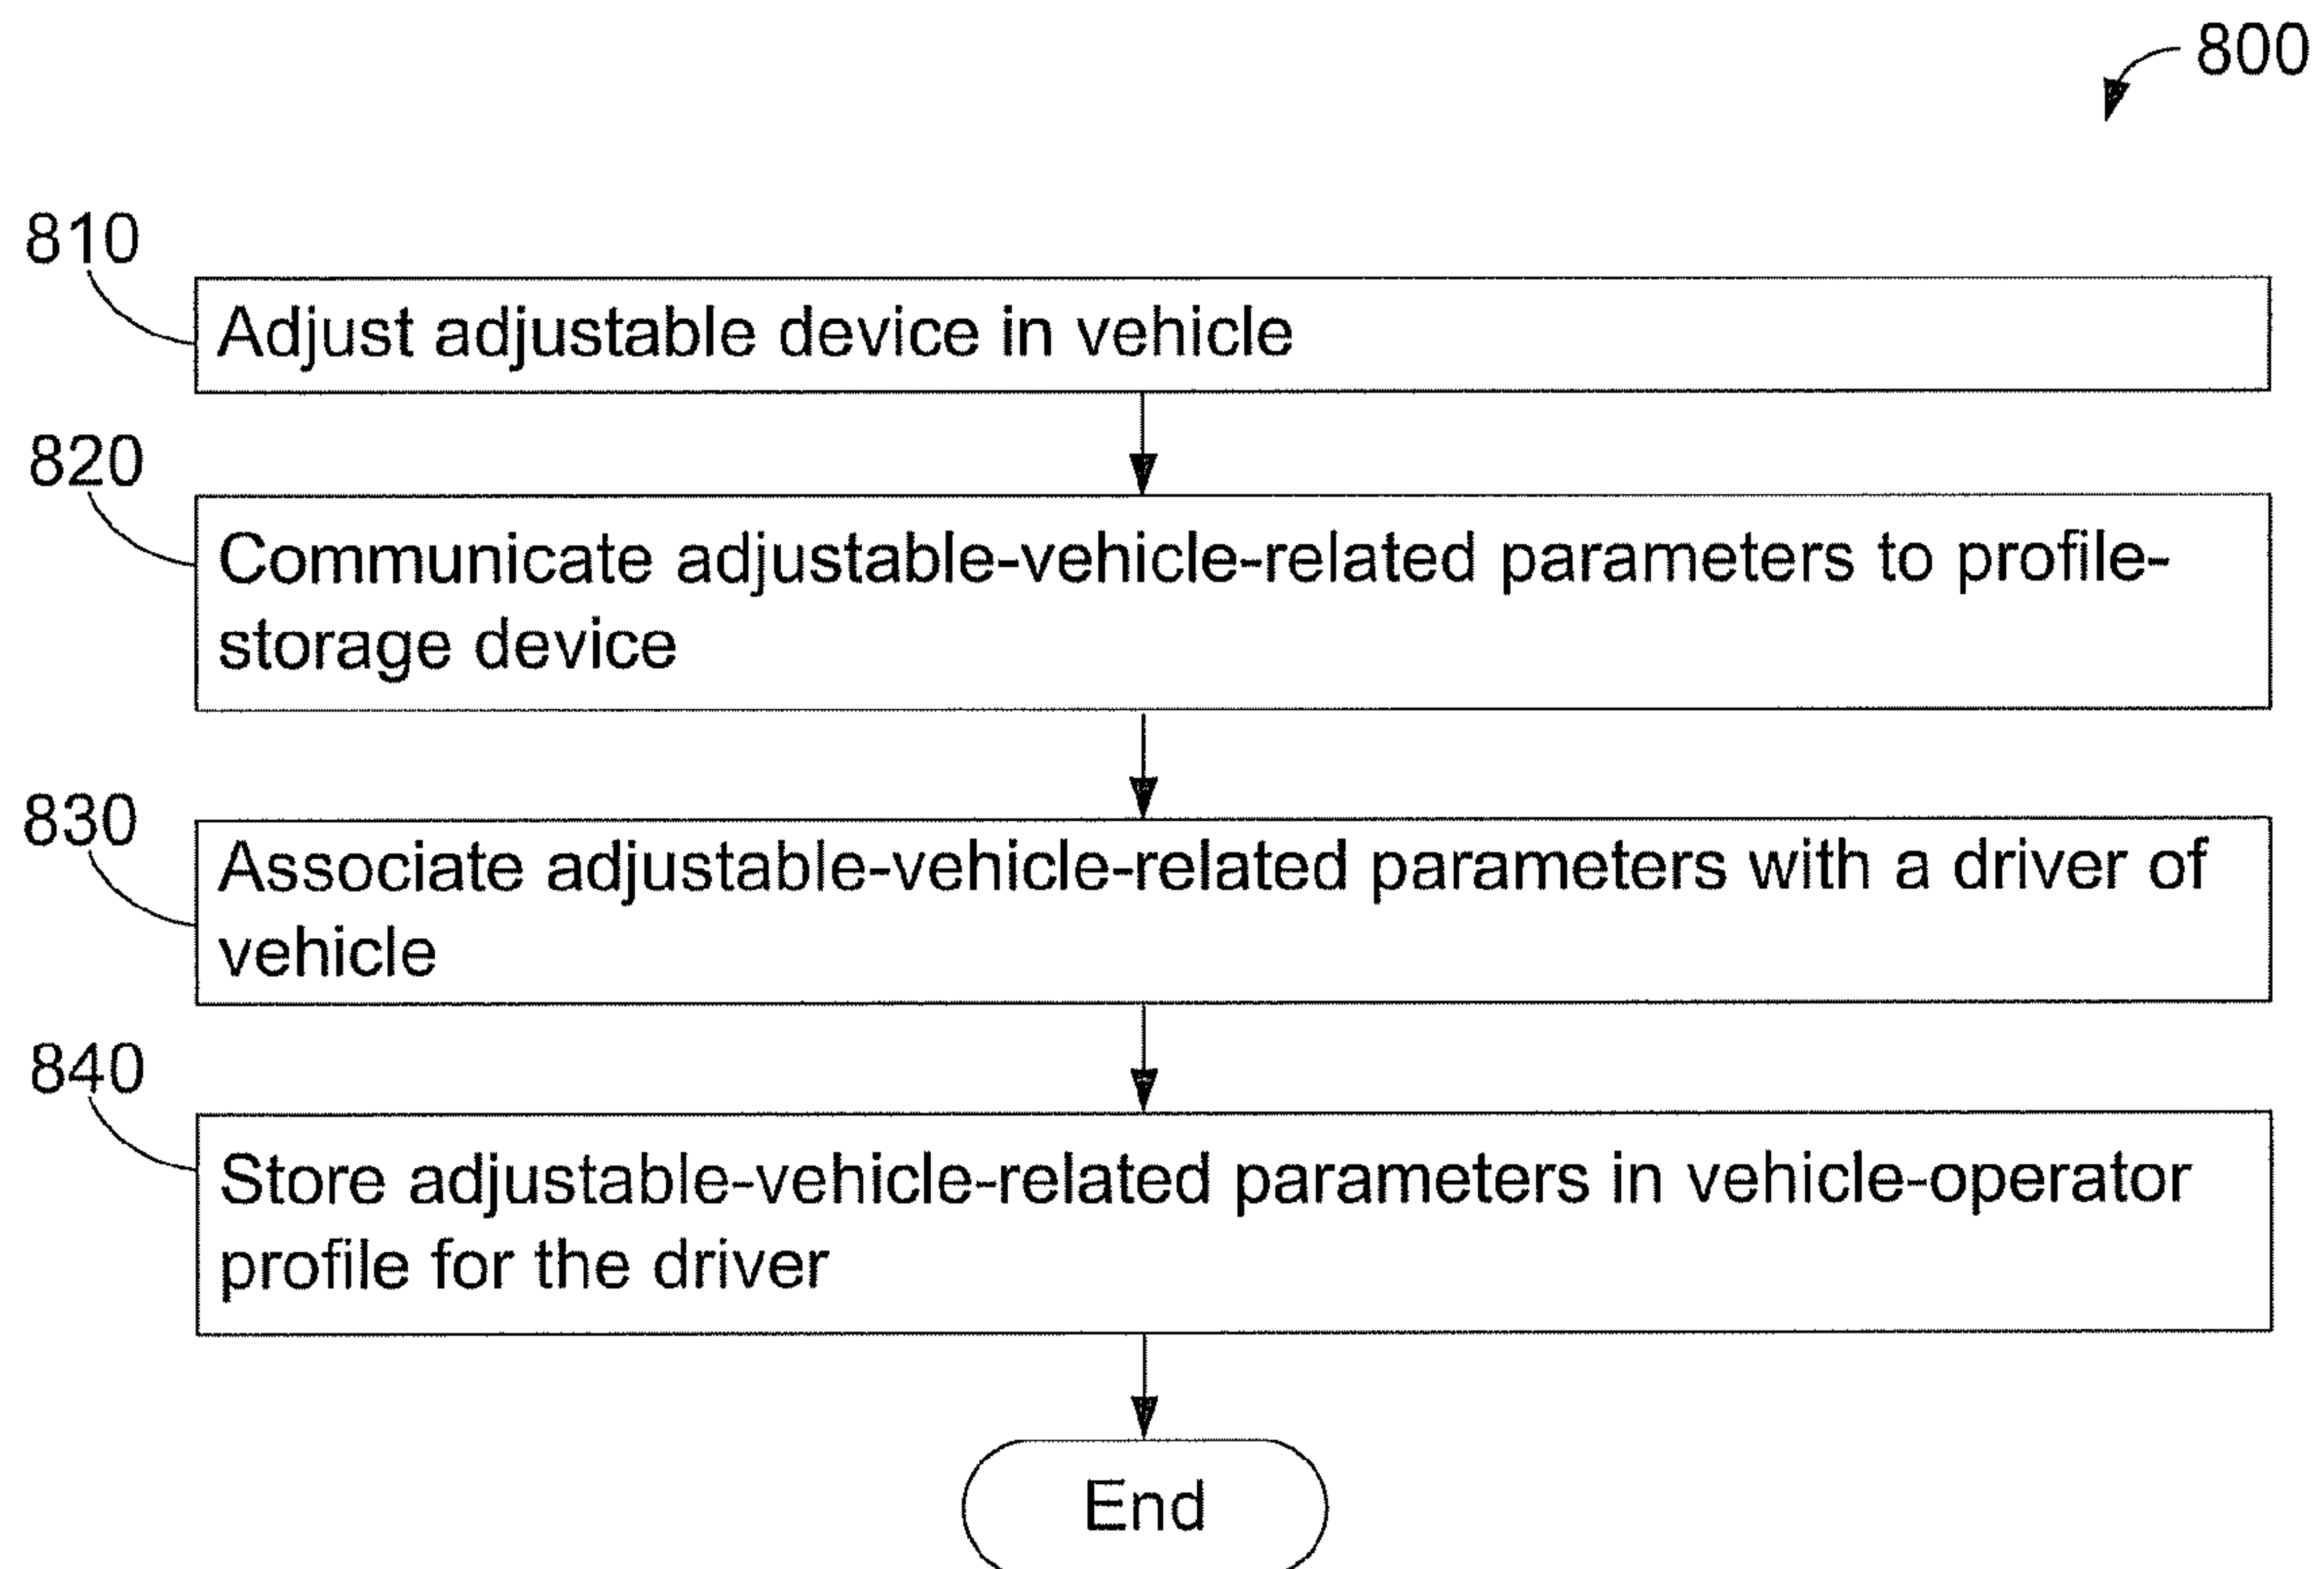 800
810
Adjust adjustable device in vehicle
820
Communicate adjustable-vehicle-related parameters to profile-
storage device
830
Associate adjustable-vehicle-related parameters with a driver of
vehicle
840
Store adjustable-vehicle-related parameters in vehicle-operator
profile for the driver
End